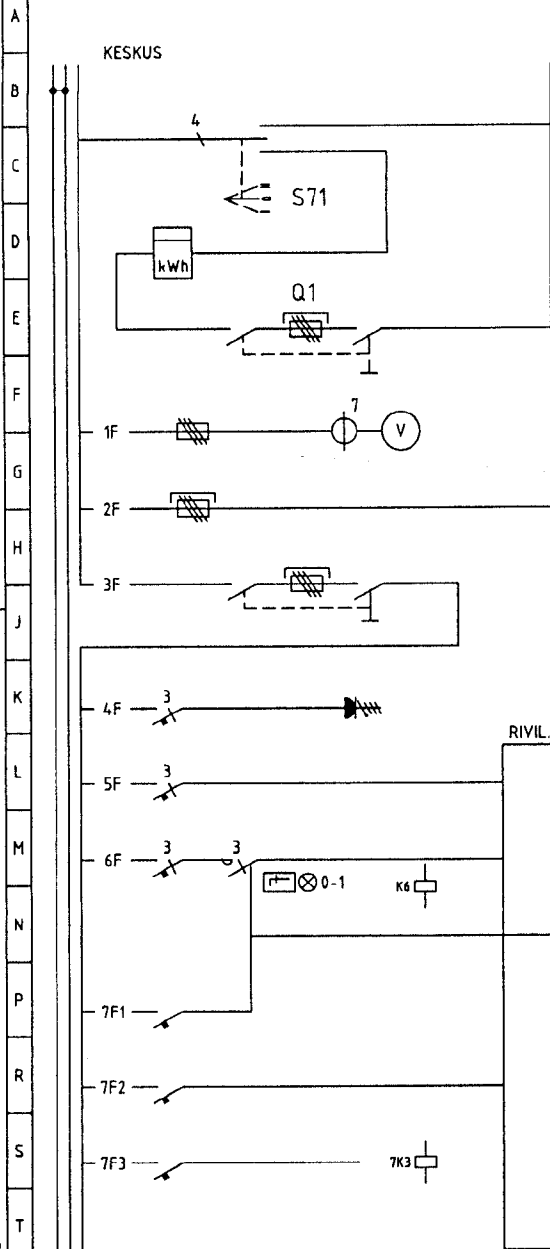 A
KESKUS
B
4
C
S71
D
kWh
Q1
E
F
7
1F
V
G
2F
H
3F
J
K
3
4F
RIVIL.
L
3
5F
M
3
3
6F
0-1
K6
N
P
7F1
R
7F2
S
7F3
7K3
T